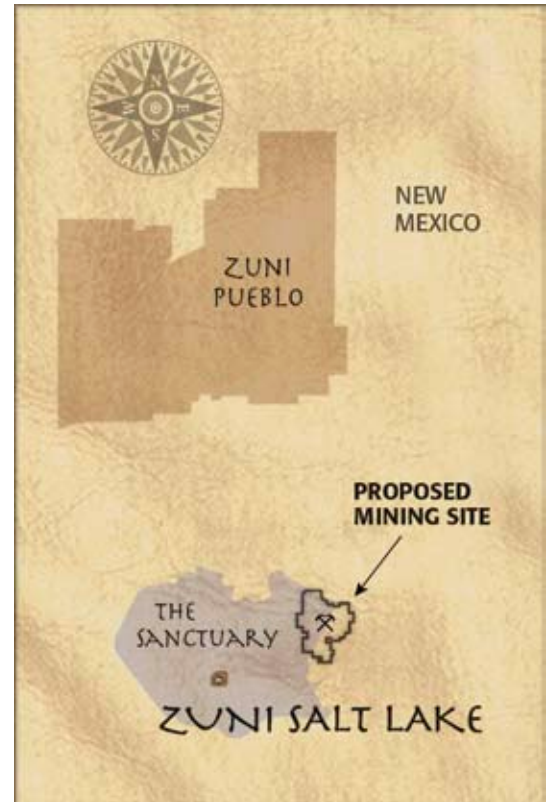 N
W E
S
NEW
MEXICO
ZUNI
PUEBLO
PROPOSED
MINING SITE
THE
SANCTUARY
ZUNI SALT LAKE